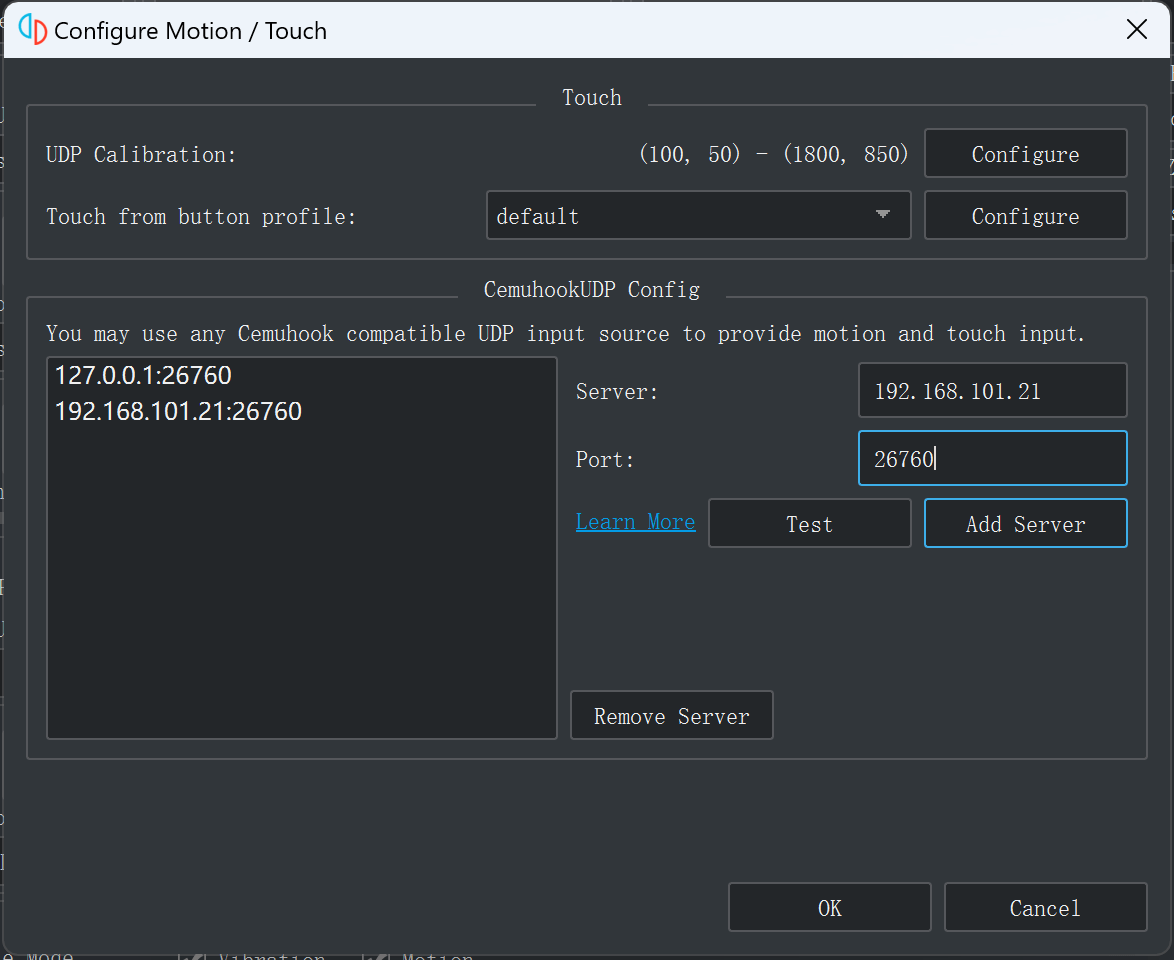 Configure Motion / Touch
Touch
UDP Calibration: (100, 50) - (1800, 850) Configure
Touch from button profile: default Configure
CemuhookUDP Config
You may use any Cemuhook compatible UDP input source to provide motion and touch input.
127.0.0.1:26760
192.168.101.21:26760
Server: 192.168.101.21
Port: 26760
Learn More Test Add Server
Remove Server
OK Cancel